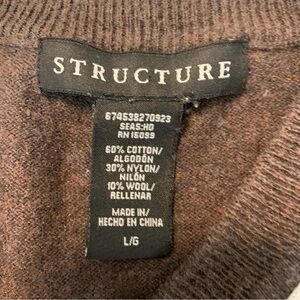 STRUCTURE
674538270923
SEAS:HO
RN 15099
60% COTTON/
ALGODÓN
30% NYLON/
NILÓN
10% WOOL/
RELLENAR
MADE IN/
HECHO EN CHINA
L/G